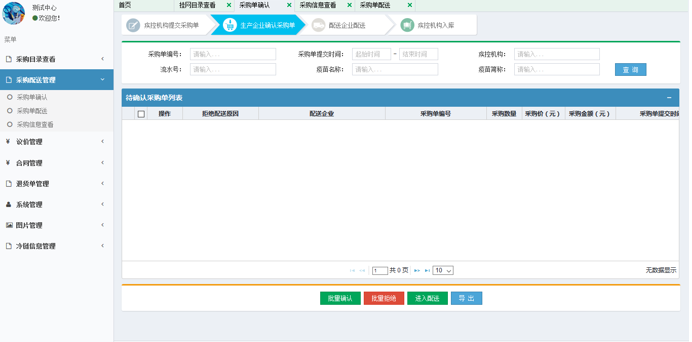 测试中心
欢迎您!
菜单
采购目录查看
采购配送管理
采购单确认
采购单配送
采购信息查看
议价管理
合同管理
退货单管理
系统管理
图片管理
冷链信息管理
首页 挂网目录查看 × 采购单确认 × 采购信息查看 × 采购单配送 ×
疾控机构提交采购单 生产企业确认采购单 配送企业配送 疾控机构入库
采购单编号: 请输入... 采购单提交时间: 起始时间 - 结束时间 疾控机构: 请输入...
流水号: 请输入... 疫苗名称: 请输入... 疫苗简称: 请输入... 查 询
待确认采购单列表 −
操作 拒绝配送原因 配送企业 采购单编号 采购数量 采购价(元) 采购金额(元) 采购单提交时
1 共 0 页 10 无数据显示
批量确认 批量拒绝 进入配送 导 出